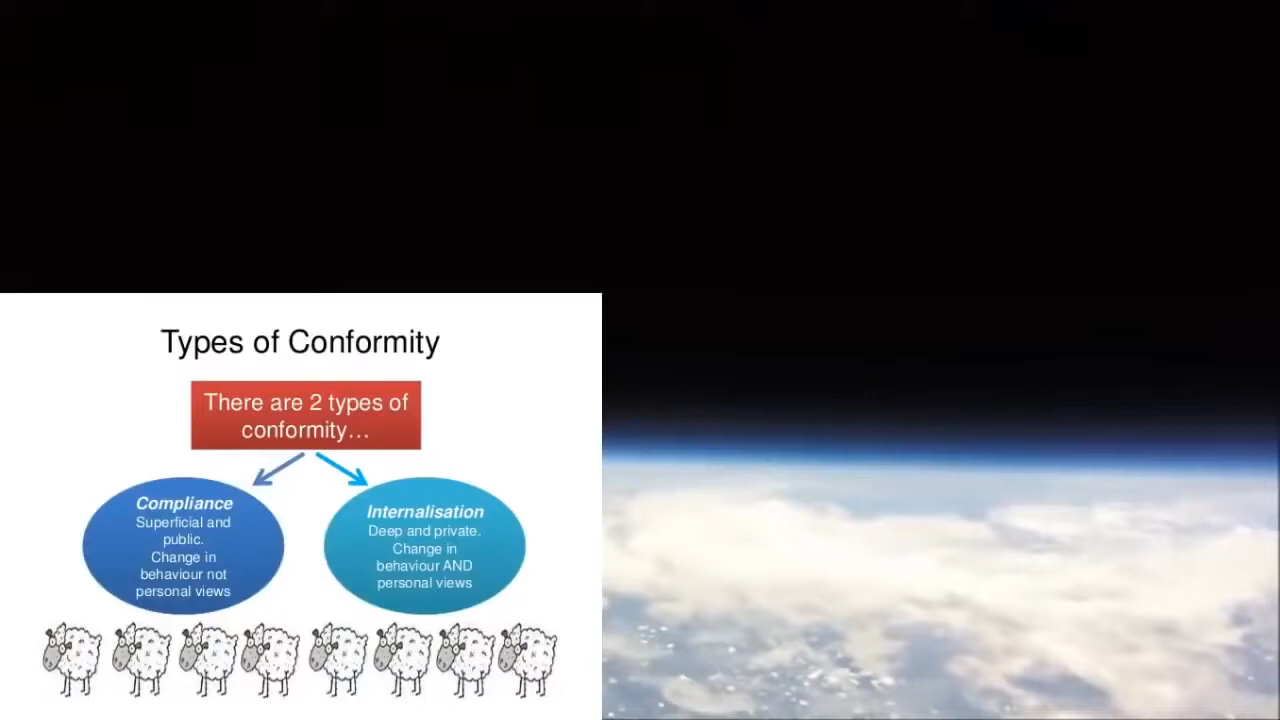 Types of Conformity
There are 2 types of
conformity…
Compliance
Superficial and
public.
Change in
behaviour not
personal views
Internalisation
Deep and private.
Change in
behaviour AND
personal views